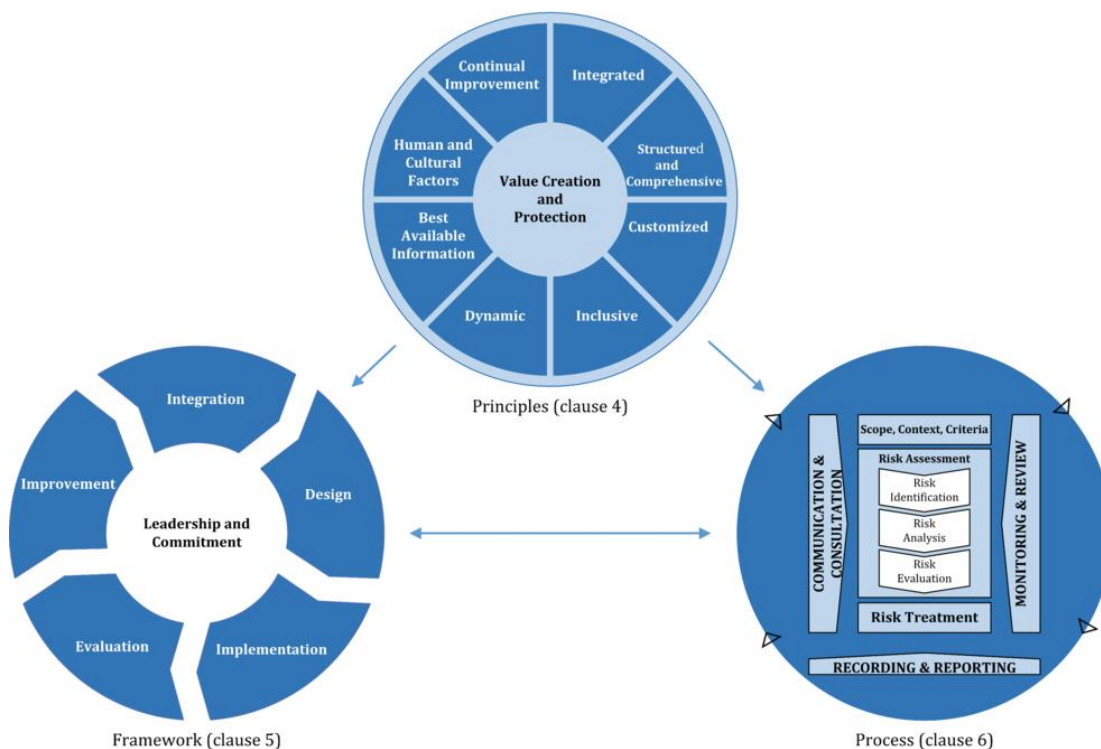 Continual
Improvement
Integrated
Human and
Cultural
Factors
Structured
and
Comprehensive
Value Creation
and
Protection
Best
Available
Information
Customized
Dynamic
Inclusive
Principles (clause 4)
Integration
Improvement
Design
Leadership and
Commitment
Evaluation
Implementation
Framework (clause 5)
Scope, Context, Criteria
Risk Assessment
Risk
Identification
Risk
Analysis
Risk
Evaluation
Risk Treatment
COMMUNICATION &
CONSULTATION
MONITORING & REVIEW
RECORDING & REPORTING
Process (clause 6)